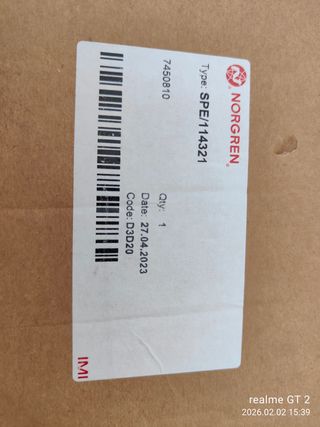 NORGREN®
Type: SPE/114321
7450810
Qty: 1
Date: 27.04.2023
Code: D3D20
IMI
realme GT 2
2026.02.02 15:39